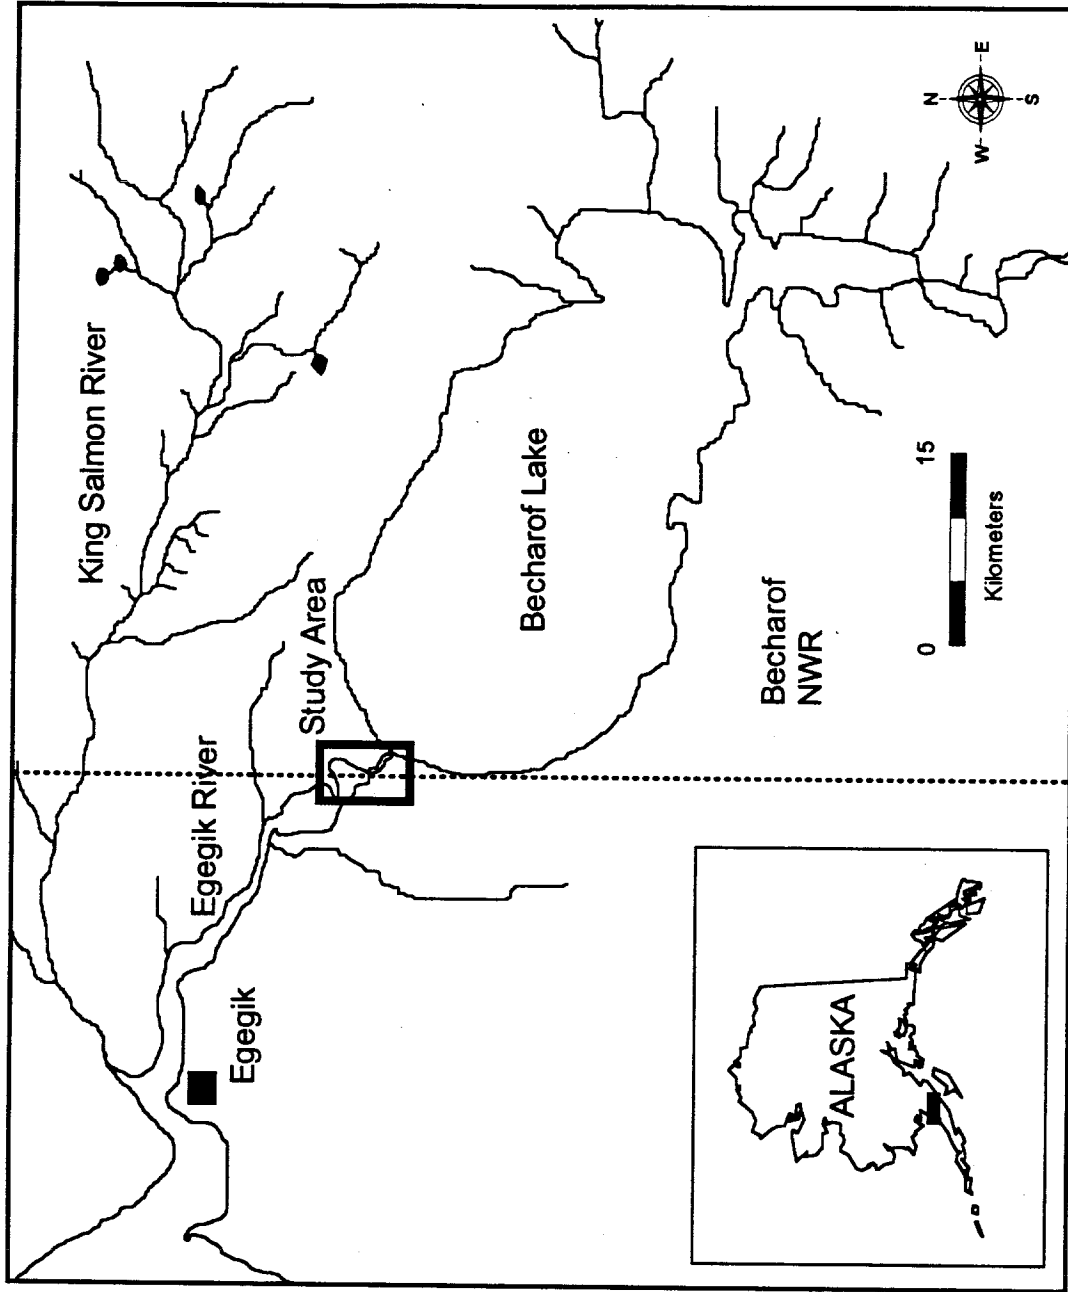 King Salmon River
Egegik River
Study Area
Egegik
Becharof Lake
Becharof
NWR
0 15
Kilometers
N
W E
S
ALASKA